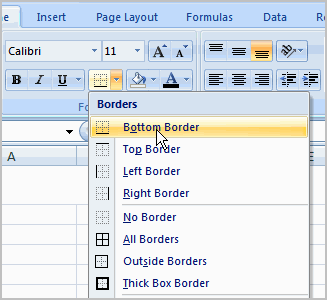 Insert Page Layout Formulas Data
Calibri 11 A A
B I U A
Borders
Bottom Border
A
Top Border
Left Border
Right Border
No Border
All Borders
Outside Borders
Thick Box Border